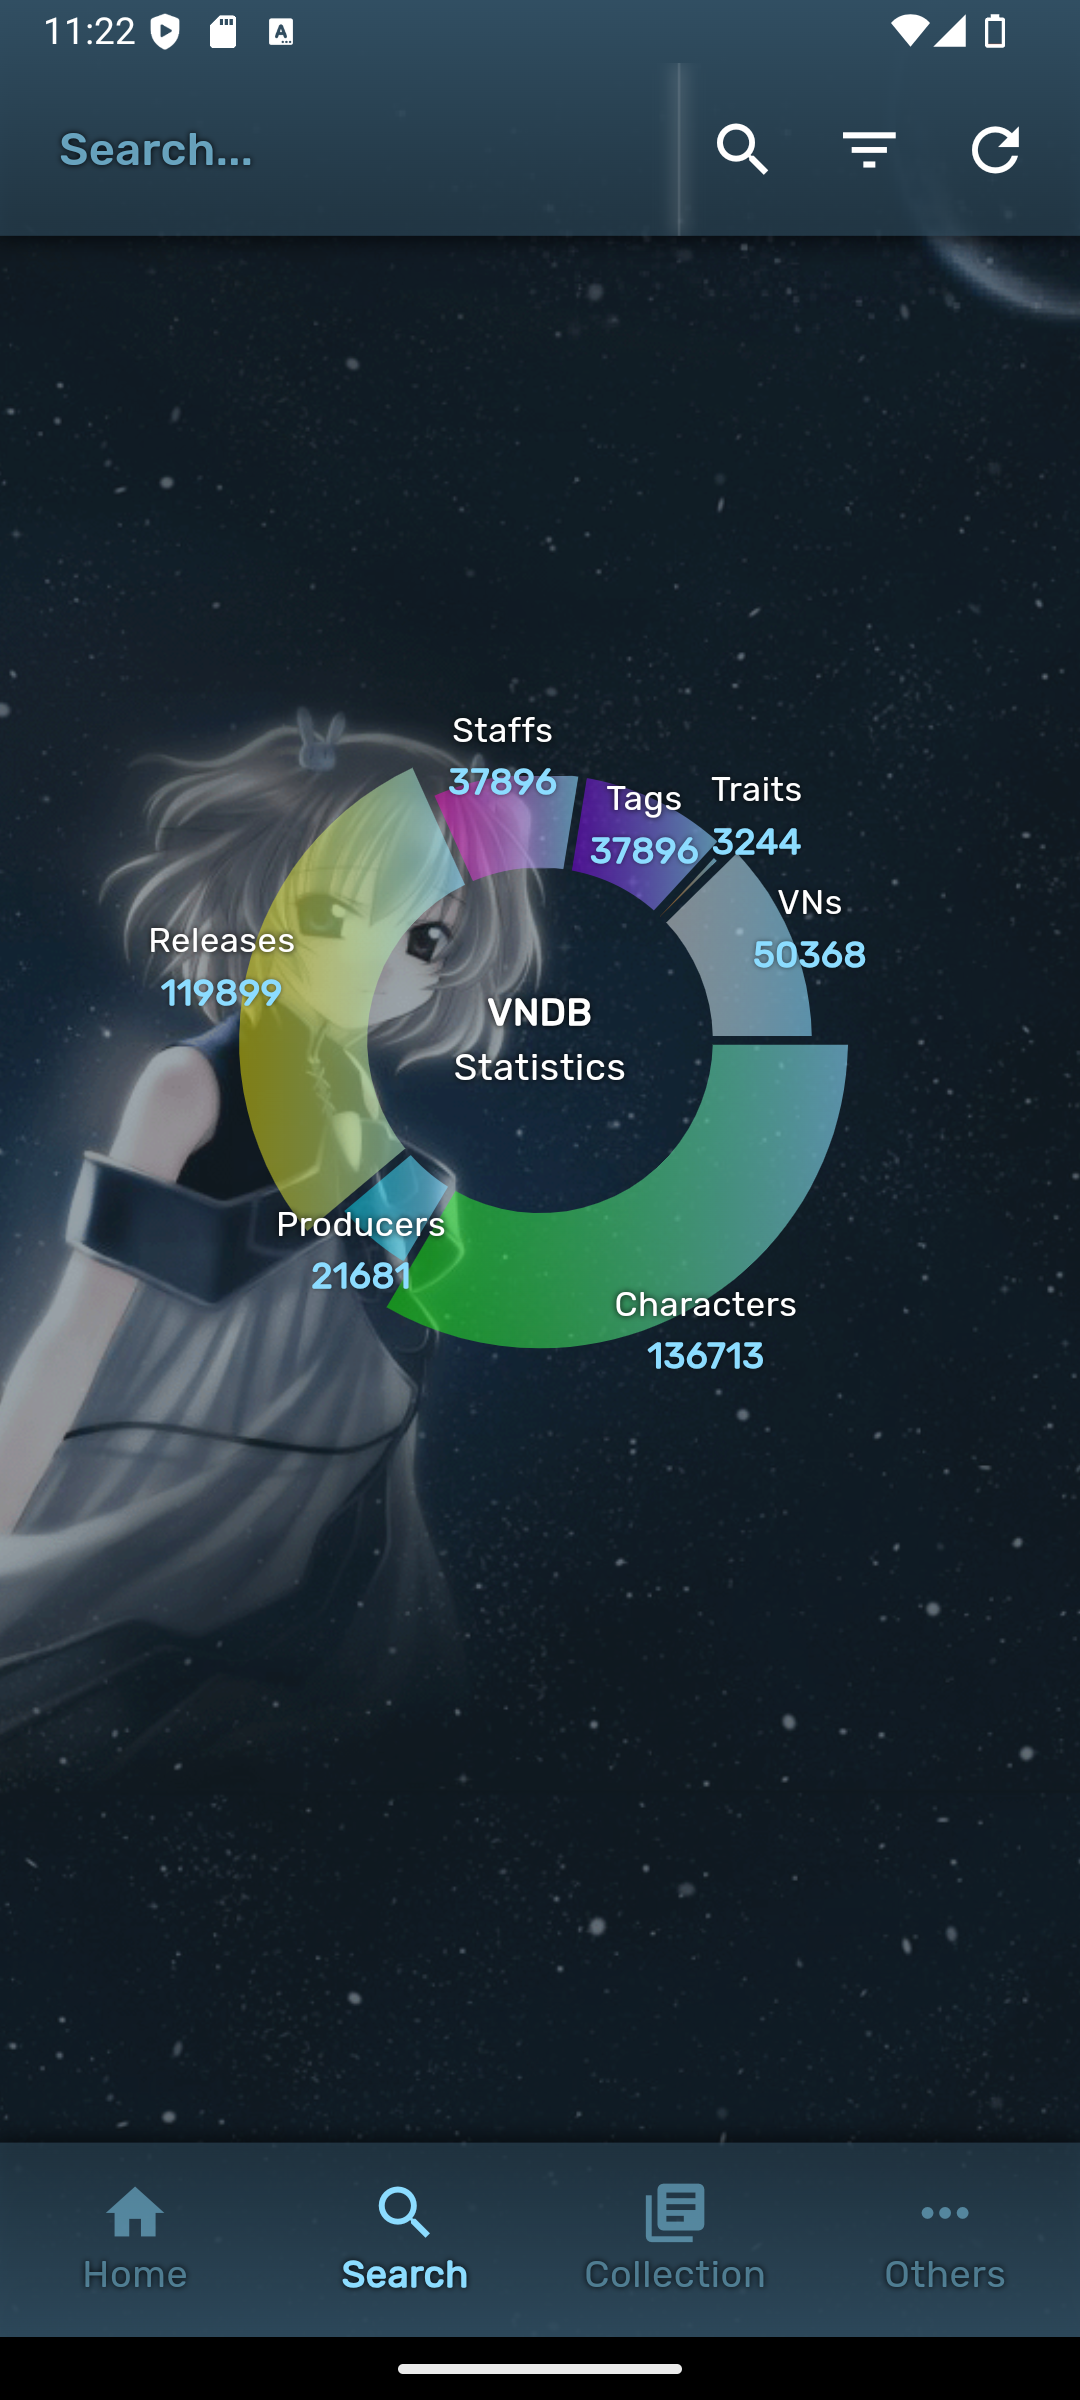 11:22
Search...
Staffs
37896
Tags
37896
Traits
3244
VNs
50368
Releases
119899
VNDB
Statistics
Producers
21681
Characters
136713
Home
Search
Collection
Others